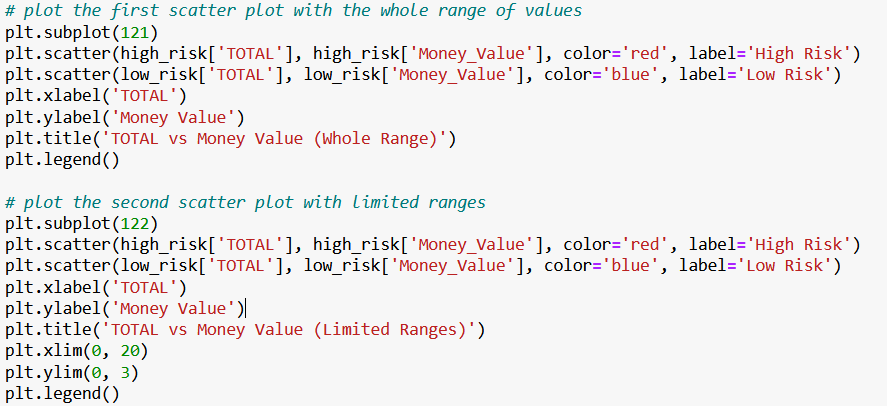 # plot the first scatter plot with the whole range of values
plt.subplot(121)
plt.scatter(high_risk['TOTAL'], high_risk['Money_Value'], color='red', label='High Risk')
plt.scatter(low_risk['TOTAL'], low_risk['Money_Value'], color='blue', label='Low Risk')
plt.xlabel('TOTAL')
plt.ylabel('Money Value')
plt.title('TOTAL vs Money Value (Whole Range)')
plt.legend()

# plot the second scatter plot with limited ranges
plt.subplot(122)
plt.scatter(high_risk['TOTAL'], high_risk['Money_Value'], color='red', label='High Risk')
plt.scatter(low_risk['TOTAL'], low_risk['Money_Value'], color='blue', label='Low Risk')
plt.xlabel('TOTAL')
plt.ylabel('Money Value')
plt.title('TOTAL vs Money Value (Limited Ranges)')
plt.xlim(0, 20)
plt.ylim(0, 3)
plt.legend()